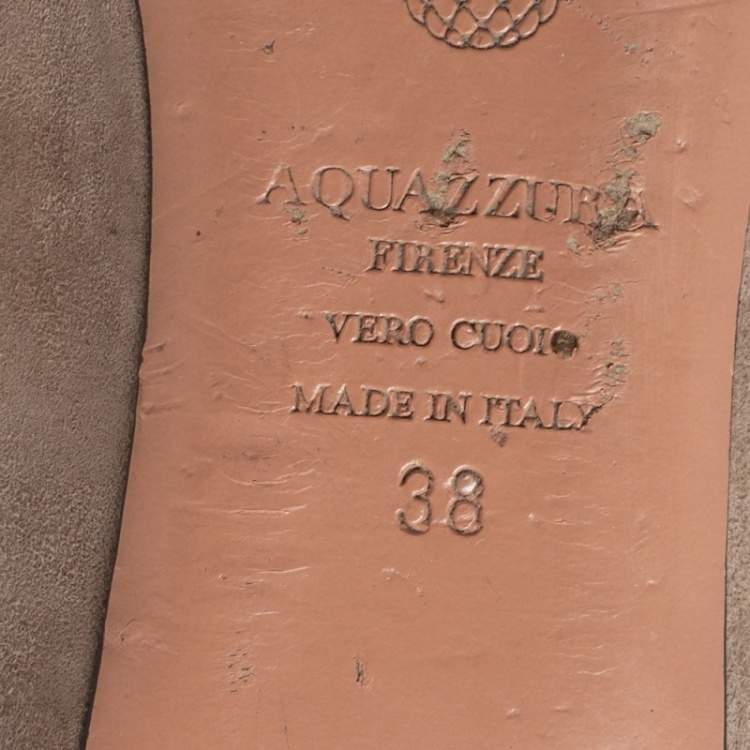 AQUAZZURA
FIRENZE
VERO CUOIO
MADE IN ITALY
38